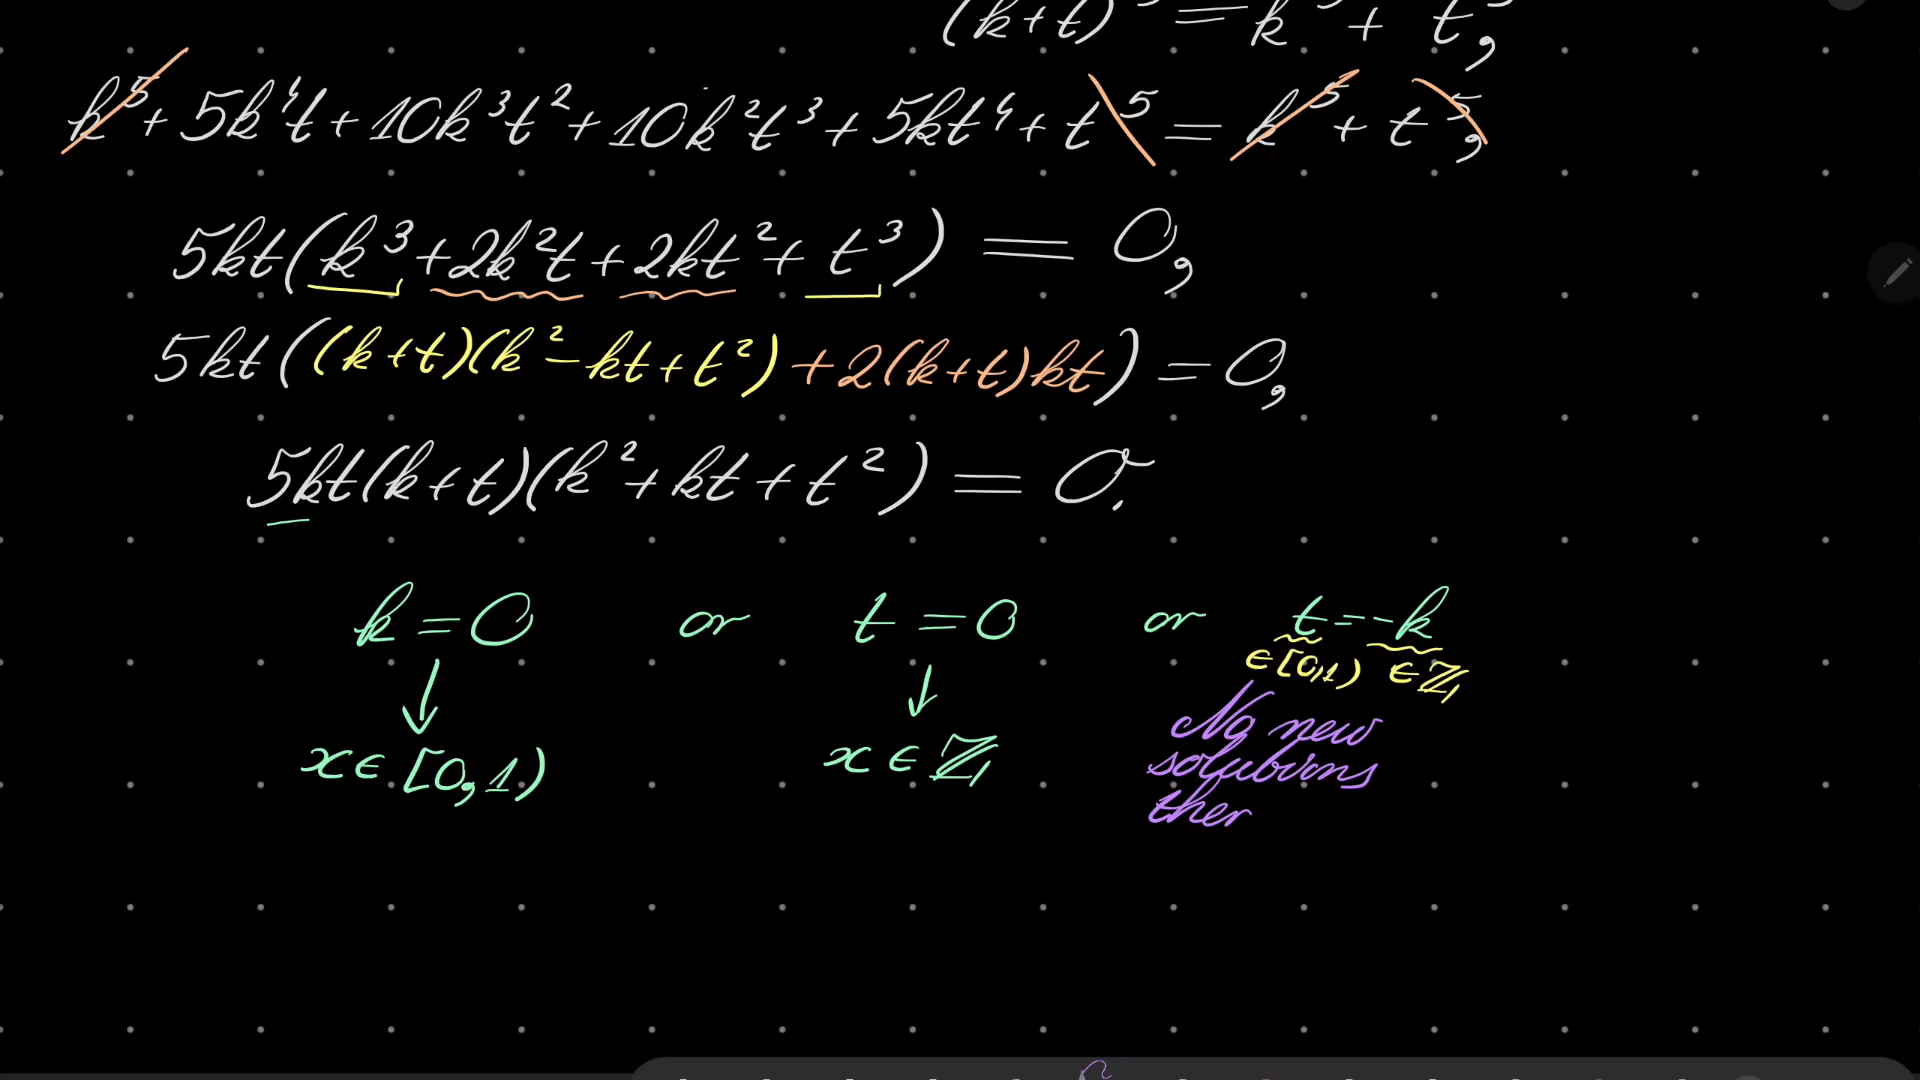 (k+t)⁵ = k⁵ + t⁵,
k⁵ + 5k⁴t + 10k³t² + 10k²t³ + 5kt⁴ + t⁵ = k⁵ + t⁵,
5kt(k³ + 2k²t + 2kt² + t³) = 0,
5kt((k+t)(k² - kt + t²) + 2(k+t)kt) = 0,
5kt(k+t)(k² + kt + t²) = 0.
k = 0 or t = 0 or t = -k
∈[0,1) ∈ℤ
x ∈ [0,1) x ∈ ℤ No new
solutions
ther